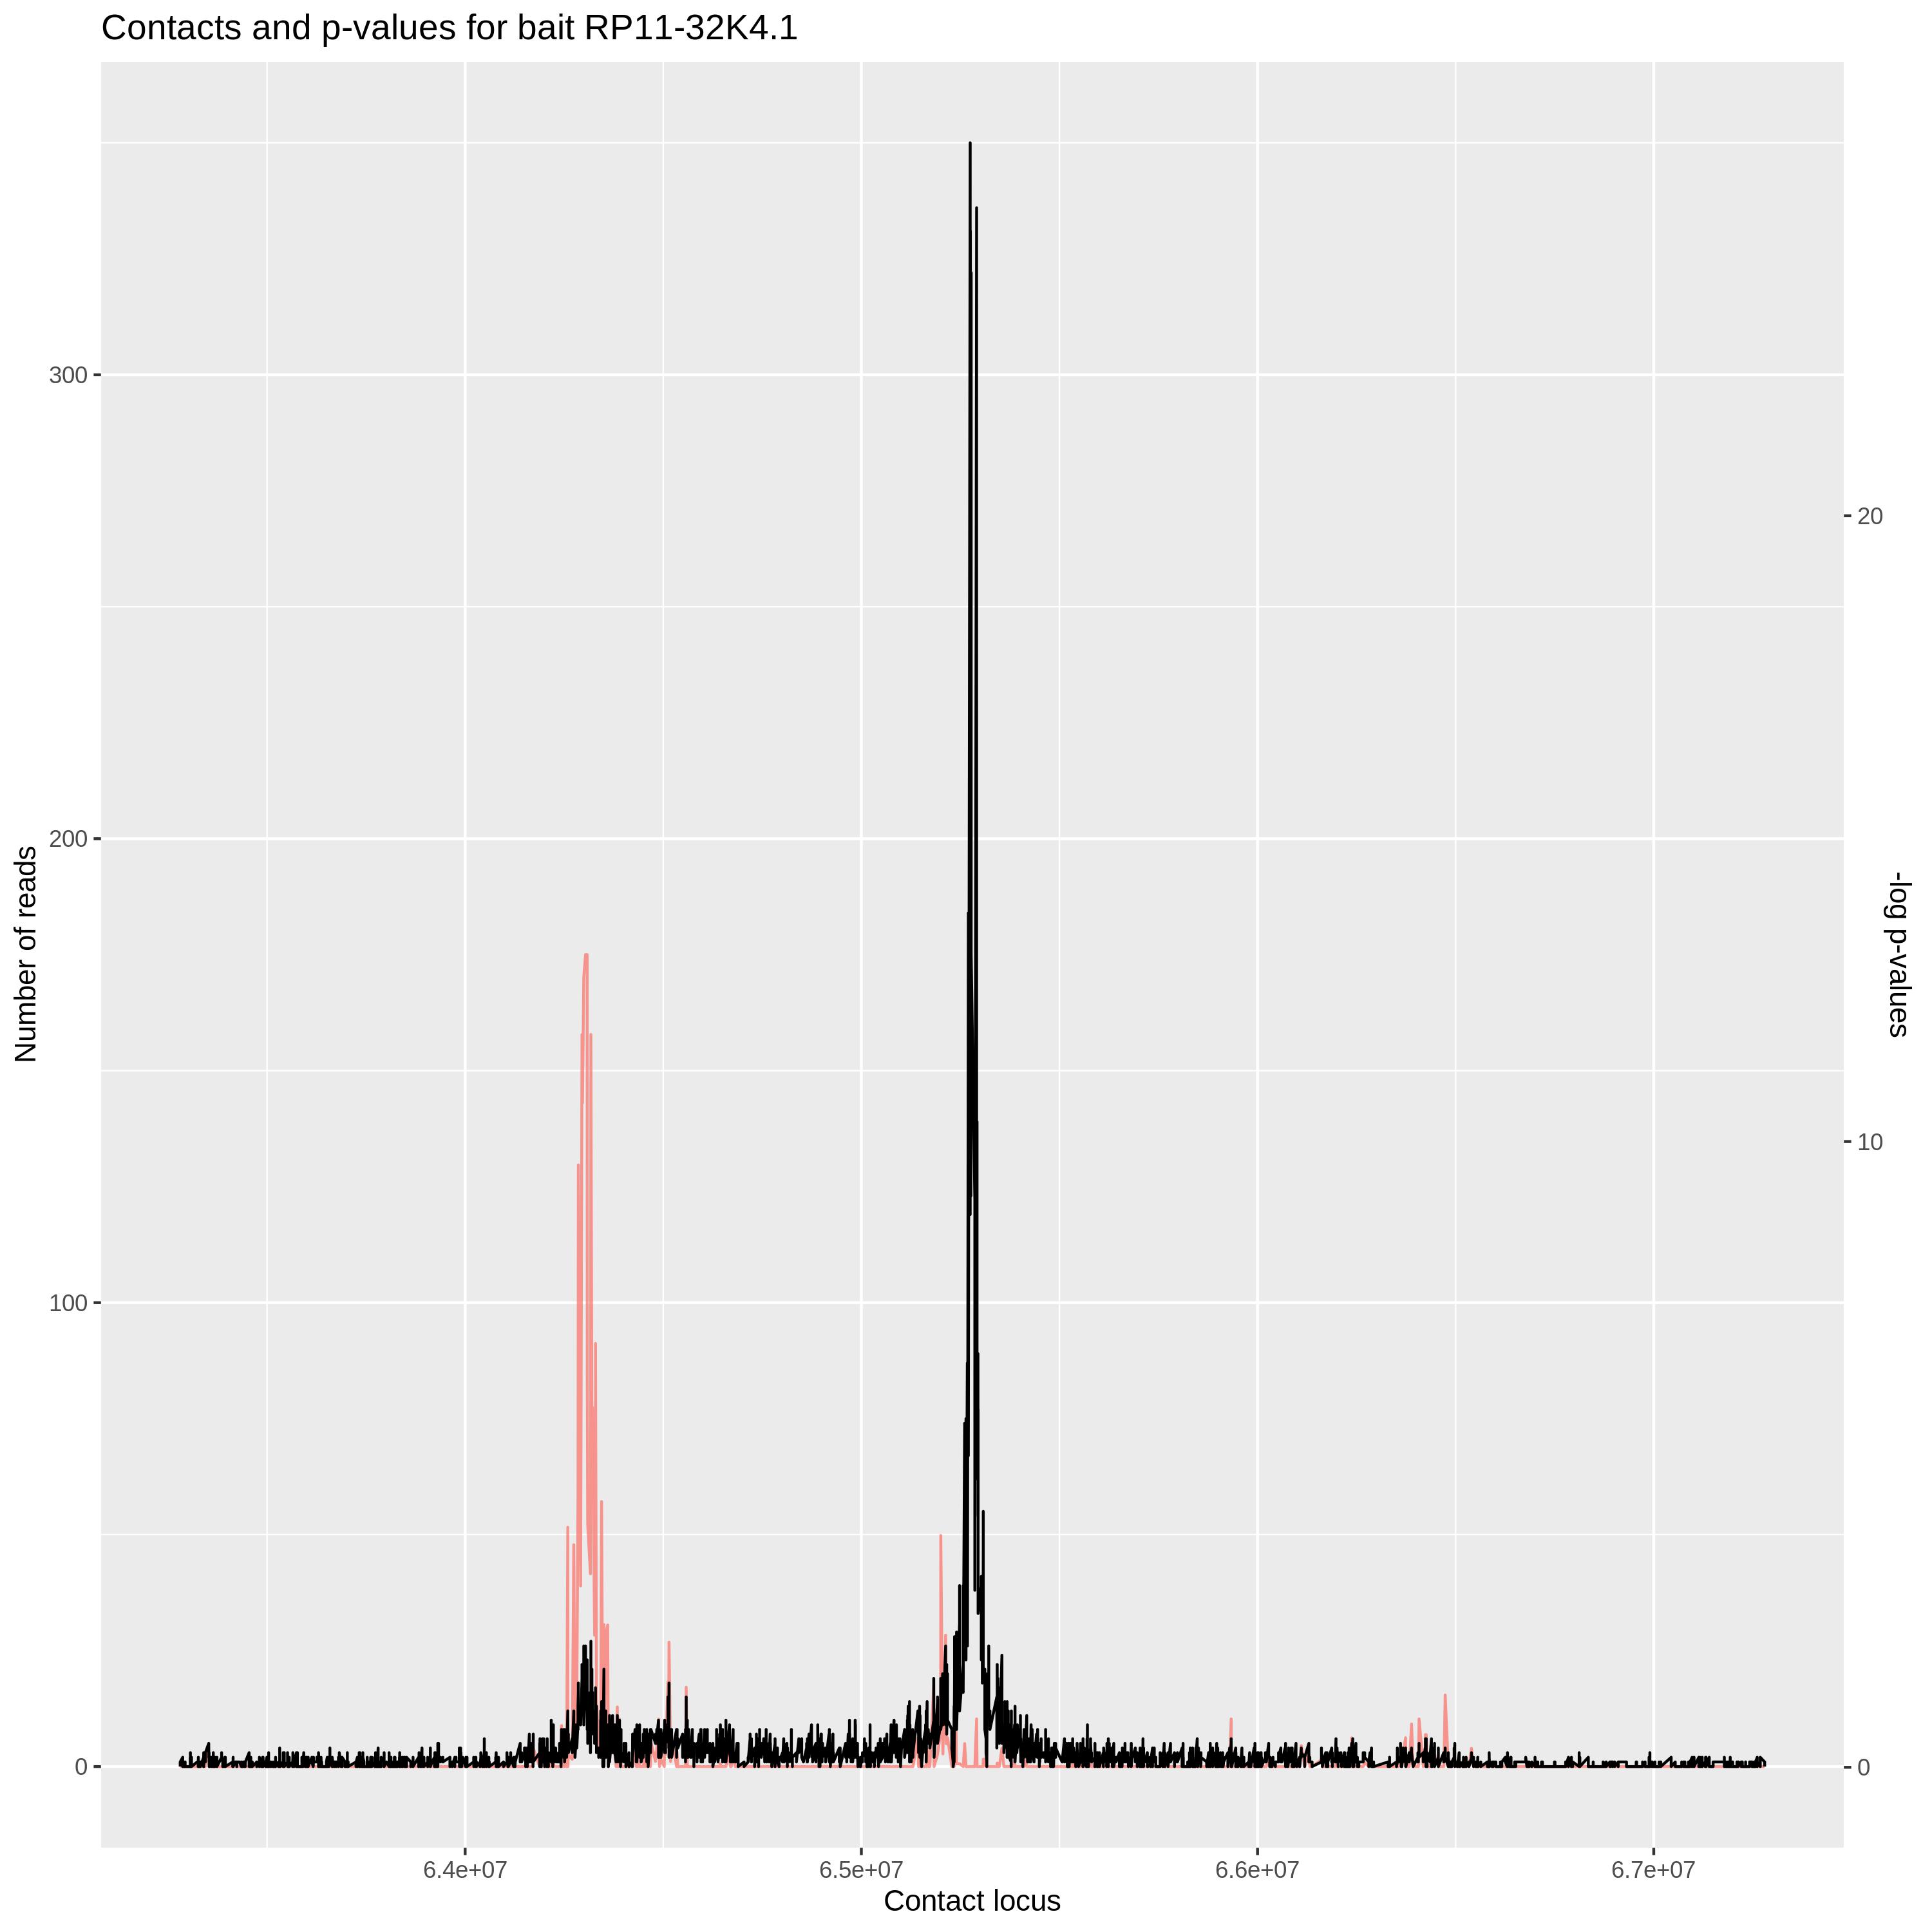 Contacts and p-values for bait RP11-32K4.1
300
200
100
0
Number of reads
20
10
0
-log p-values
6.4e+07
6.5e+07
6.6e+07
6.7e+07
Contact locus